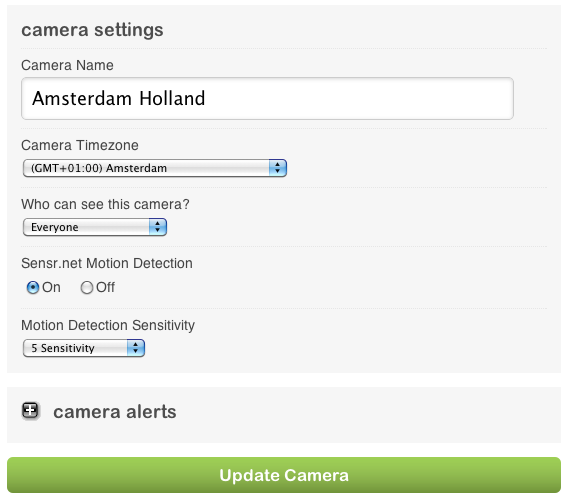 camera settings
Camera Name
Amsterdam Holland
Camera Timezone
(GMT+01:00) Amsterdam
Who can see this camera?
Everyone
Sensr.net Motion Detection
On Off
Motion Detection Sensitivity
5 Sensitivity
camera alerts
Update Camera